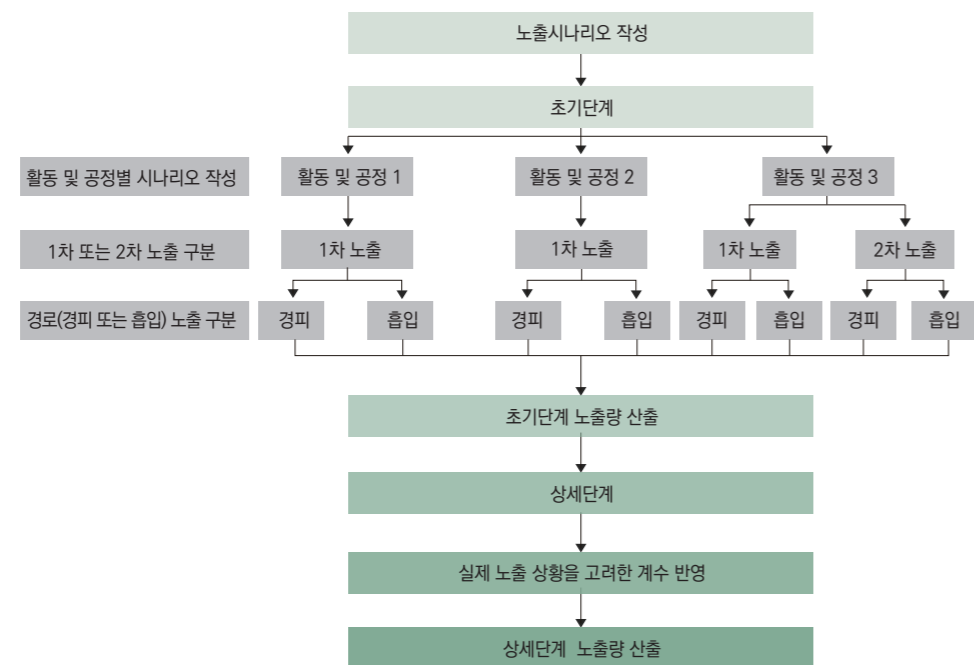 노출시나리오 작성
초기단계
활동 및 공정별 시나리오 작성
활동 및 공정 1
활동 및 공정 2
활동 및 공정 3
1차 또는 2차 노출 구분
1차 노출
1차 노출
1차 노출
2차 노출
경로(경피 또는 흡입) 노출 구분
경피
흡입
경피
흡입
경피
흡입
경피
흡입
초기단계 노출량 산출
상세단계
실제 노출 상황을 고려한 계수 반영
상세단계 노출량 산출